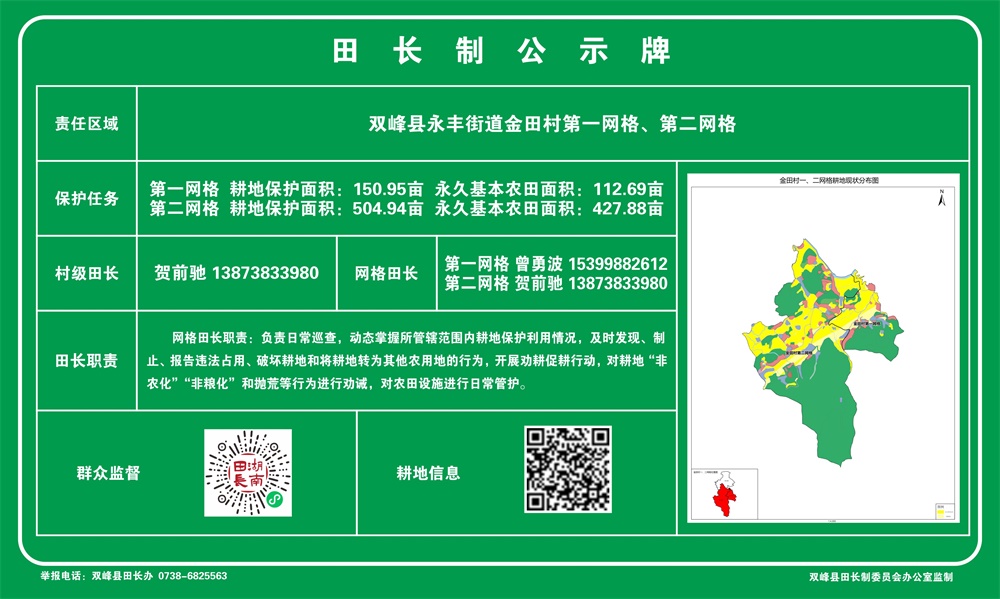 田长制公示牌
责任区域
双峰县永丰街道金田村第一网格、第二网格
保护任务
第一网格 耕地保护面积：150.95亩 永久基本农田面积：112.69亩
第二网格 耕地保护面积：504.94亩 永久基本农田面积：427.88亩
村级田长
贺前驰 13873833980
网格田长
第一网格 曾勇波 15399882612
第二网格 贺前驰 13873833980
田长职责
网格田长职责：负责日常巡查，动态掌握所管辖范围内耕地保护利用情况，及时发现、制
止、报告违法占用、破坏耕地和将耕地转为其他农用地的行为，开展劝耕促耕行动，对耕地“非
农化”“非粮化”和抛荒等行为进行劝诫，对农田设施进行日常管护。
群众监督
湖南田長
耕地信息
金田村一、二网格耕地现状分布图
N
金田村第一网格
金田村第二网格
举报电话：双峰县田长办 0738-6825563
双峰县田长制委员会办公室监制